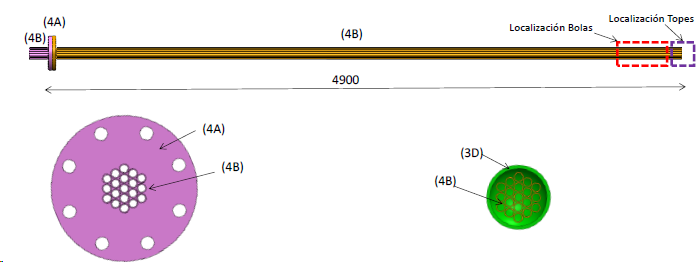 (4A)
(4B)
(4B)
Localización Bolas
Localización Topes
4900
(4A)
(4B)
(3D)
(4B)